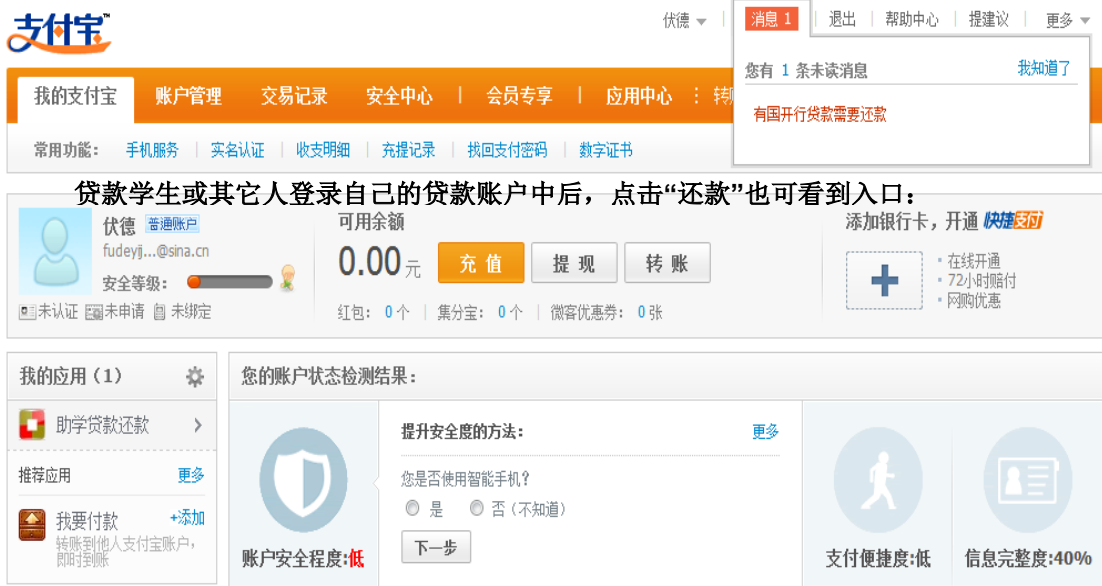 支付宝™
伏德 消息 1 退出 帮助中心 提建议 更多
您有 1 条未读消息 我知道了
有国开行贷款需要还款
我的支付宝 账户管理 交易记录 安全中心 会员专享 应用中心
常用功能： 手机服务 实名认证 收支明细 充提记录 找回支付密码 数字证书
贷款学生或其它人登录自己的贷款账户中后，点击“还款”也可看到入口：
伏德 普通账户
fudeyj...@sina.cn
安全等级：
未认证 未申请 未绑定
可用余额
0.00 元 充 值 提 现 转 账
红包： 0 个 集分宝： 0 个 微客优惠券： 0 张
添加银行卡，开通 快捷支付
在线开通
72小时赔付
网购优惠
我的应用（1）
助学贷款还款
推荐应用 更多
我要付款 +添加
转账到他人支付宝账户，
即时到账
您的账户状态检测结果：
账户安全程度:低
提升安全度的方法： 更多
您是否使用智能手机？
是 否（不知道）
下一步
支付便捷度:低
信息完整度:40%